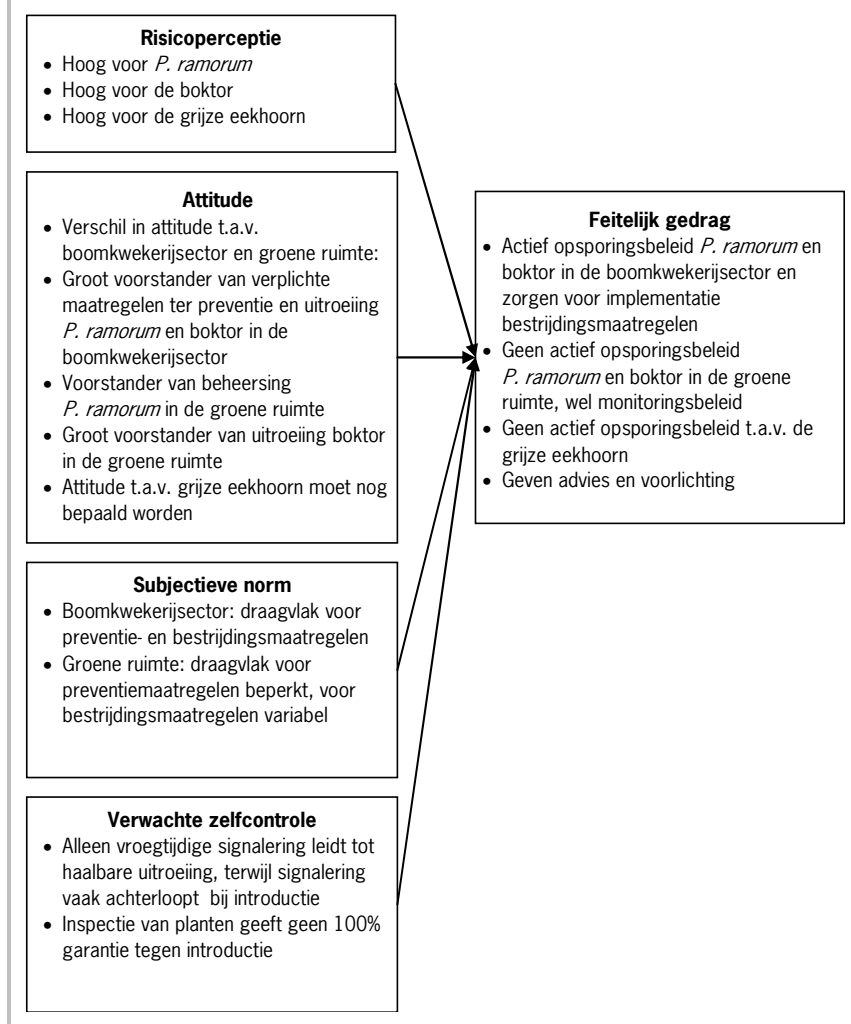 Risicoperceptie
• Hoog voor P. ramorum
• Hoog voor de boktor
• Hoog voor de grijze eekhoorn
Attitude
• Verschil in attitude t.a.v.
boomkwekerijsector en groene ruimte:
• Groot voorstander van verplichte
maatregelen ter preventie en uitroeiing
P. ramorum en boktor in de
boomkwekerijsector
• Voorstander van beheersing
P. ramorum in de groene ruimte
• Groot voorstander van uitroeiing boktor
in de groene ruimte
• Attitude t.a.v. grijze eekhoorn moet nog
bepaald worden
Subjectieve norm
• Boomkwekerijsector: draagvlak voor
preventie- en bestrijdingsmaatregelen
• Groene ruimte: draagvlak voor
preventiemaatregelen beperkt, voor
bestrijdingsmaatregelen variabel
Verwachte zelfcontrole
• Alleen vroegtijdige signalering leidt tot
haalbare uitroeiing, terwijl signalering
vaak achterloopt bij introductie
• Inspectie van planten geeft geen 100%
garantie tegen introductie
Feitelijk gedrag
• Actief opsporingsbeleid P. ramorum en
boktor in de boomkwekerijsector en
zorgen voor implementatie
bestrijdingsmaatregelen
• Geen actief opsporingsbeleid
P. ramorum en boktor in de groene
ruimte, wel monitoringsbeleid
• Geen actief opsporingsbeleid t.a.v. de
grijze eekhoorn
• Geven advies en voorlichting